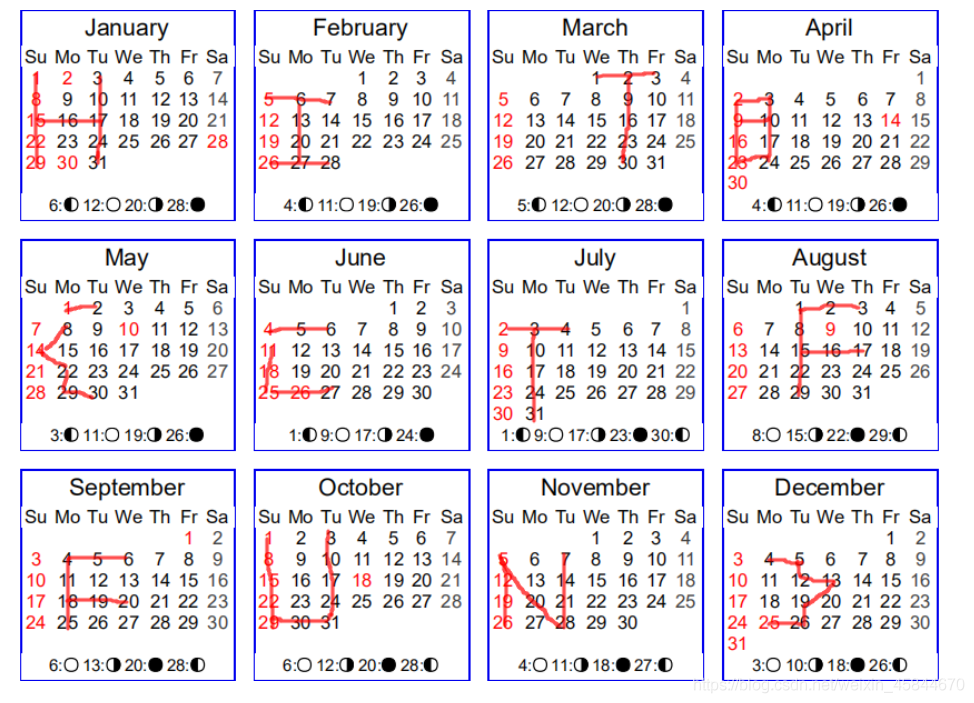 January
Su Mo Tu We Th Fr Sa
1 2 3 4 5 6 7
8 9 10 11 12 13 14
15 16 17 18 19 20 21
22 23 24 25 26 27 28
29 30 31
6:◐ 12:○ 20:◑ 28:●
February
Su Mo Tu We Th Fr Sa
1 2 3 4
5 6 7 8 9 10 11
12 13 14 15 16 17 18
19 20 21 22 23 24 25
26 27 28
4:◐ 11:○ 19:◑ 26:●
March
Su Mo Tu We Th Fr Sa
1 2 3 4
5 6 7 8 9 10 11
12 13 14 15 16 17 18
19 20 21 22 23 24 25
26 27 28 29 30 31
5:◐ 12:○ 20:◑ 28:●
April
Su Mo Tu We Th Fr Sa
1
2 3 4 5 6 7 8
9 10 11 12 13 14 15
16 17 18 19 20 21 22
23 24 25 26 27 28 29
30
4:◐ 11:○ 19:◑ 26:●
May
Su Mo Tu We Th Fr Sa
1 2 3 4 5 6
7 8 9 10 11 12 13
14 15 16 17 18 19 20
21 22 23 24 25 26 27
28 29 30 31
3:◐ 11:○ 19:◑ 26:●
June
Su Mo Tu We Th Fr Sa
1 2 3
4 5 6 7 8 9 10
11 12 13 14 15 16 17
18 19 20 21 22 23 24
25 26 27 28 29 30
1:◐ 9:○ 17:◑ 24:●
July
Su Mo Tu We Th Fr Sa
1
2 3 4 5 6 7 8
9 10 11 12 13 14 15
16 17 18 19 20 21 22
23 24 25 26 27 28 29
30 31
1:◐ 9:○ 17:◑ 23:● 30:◐
August
Su Mo Tu We Th Fr Sa
1 2 3 4 5
6 7 8 9 10 11 12
13 14 15 16 17 18 19
20 21 22 23 24 25 26
27 28 29 30 31
8:○ 15:◑ 22:● 29:◐
September
Su Mo Tu We Th Fr Sa
1 2
3 4 5 6 7 8 9
10 11 12 13 14 15 16
17 18 19 20 21 22 23
24 25 26 27 28 29 30
6:○ 13:◑ 20:● 28:◐
October
Su Mo Tu We Th Fr Sa
1 2 3 4 5 6 7
8 9 10 11 12 13 14
15 16 17 18 19 20 21
22 23 24 25 26 27 28
29 30 31
6:○ 12:◑ 20:● 28:◐
November
Su Mo Tu We Th Fr Sa
1 2 3 4
5 6 7 8 9 10 11
12 13 14 15 16 17 18
19 20 21 22 23 24 25
26 27 28 29 30
4:○ 11:◑ 18:● 27:◐
December
Su Mo Tu We Th Fr Sa
1 2
3 4 5 6 7 8 9
10 11 12 13 14 15 16
17 18 19 20 21 22 23
24 25 26 27 28 29 30
31
3:○ 10:◑ 18:● 26:◐
https://blog.csdn.net/weixin_45844670